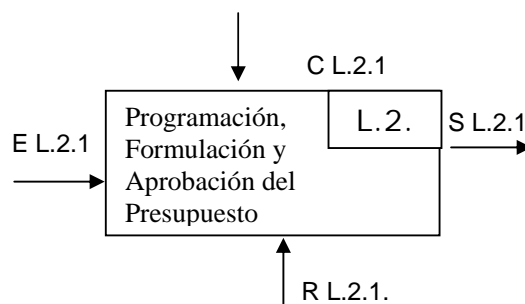 C L.2.1
Programación,
Formulación y
Aprobación del
Presupuesto
L.2.
E L.2.1
S L.2.1
R L.2.1.